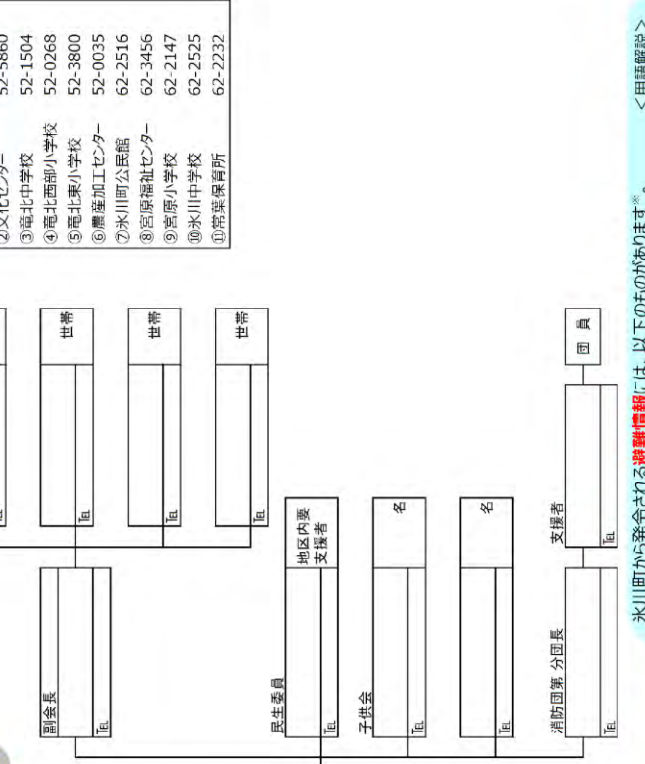 ②文化センター 52-5860
③竜北中学校 52-1504
④竜北西部小学校 52-0268
⑤竜北東小学校 52-3800
⑥農産加工センター 52-0035
⑦氷川町公民館 62-2516
⑧宮原福祉センター 62-3456
⑨宮原小学校 62-2147
⑩氷川中学校 62-2525
⑪常葉保育所 62-2232
TEL
世帯
TEL
世帯
TEL
世帯
TEL
副会長
TEL
民生委員
地区内要
支援者
TEL
子供会
名
TEL
名
TEL
消防団第 分団長
TEL
支援者
TEL
団 員
氷川町から発令される避難情報には、以下のものがあります※。
<用語解説>